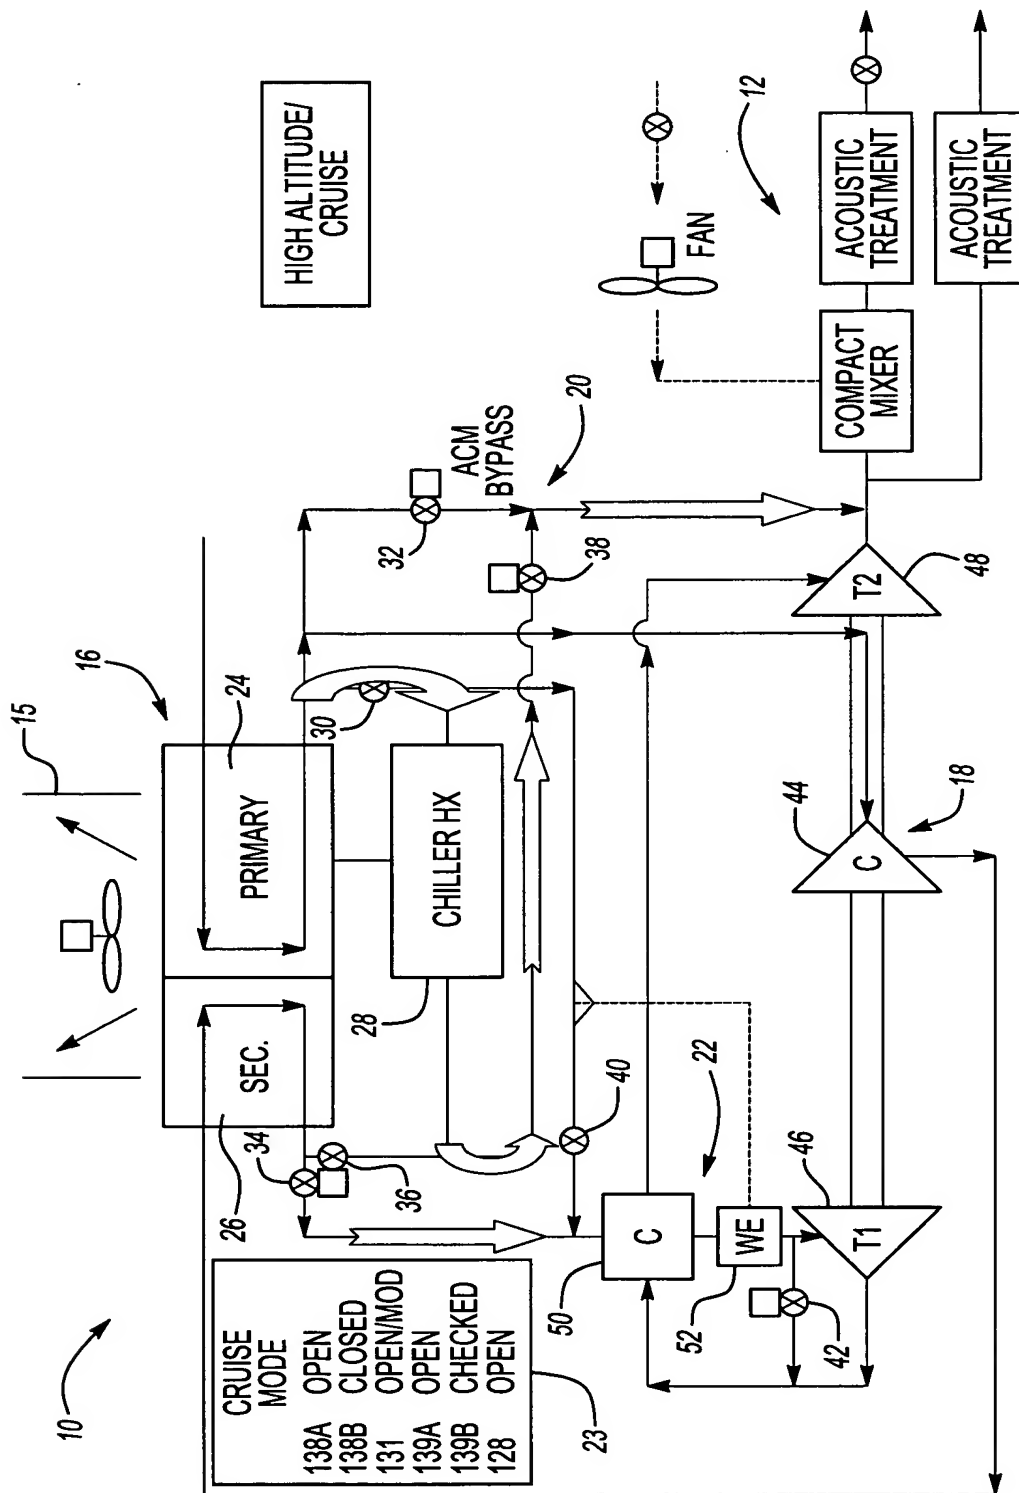 10
CRUISE
MODE
138A OPEN
138B CLOSED
131 OPEN/MOD
139A OPEN
139B CHECKED
128 OPEN
23
15
16
24
PRIMARY
SEC.
26
34
36
CHILLER HX
28
30
32
ACM
BYPASS
20
38
40
HIGH ALTITUDE/
CRUISE
FAN
12
COMPACT
MIXER
ACOUSTIC
TREATMENT
ACOUSTIC
TREATMENT
C
50
22
WE
52
42
T1
46
C
44
18
T2
48